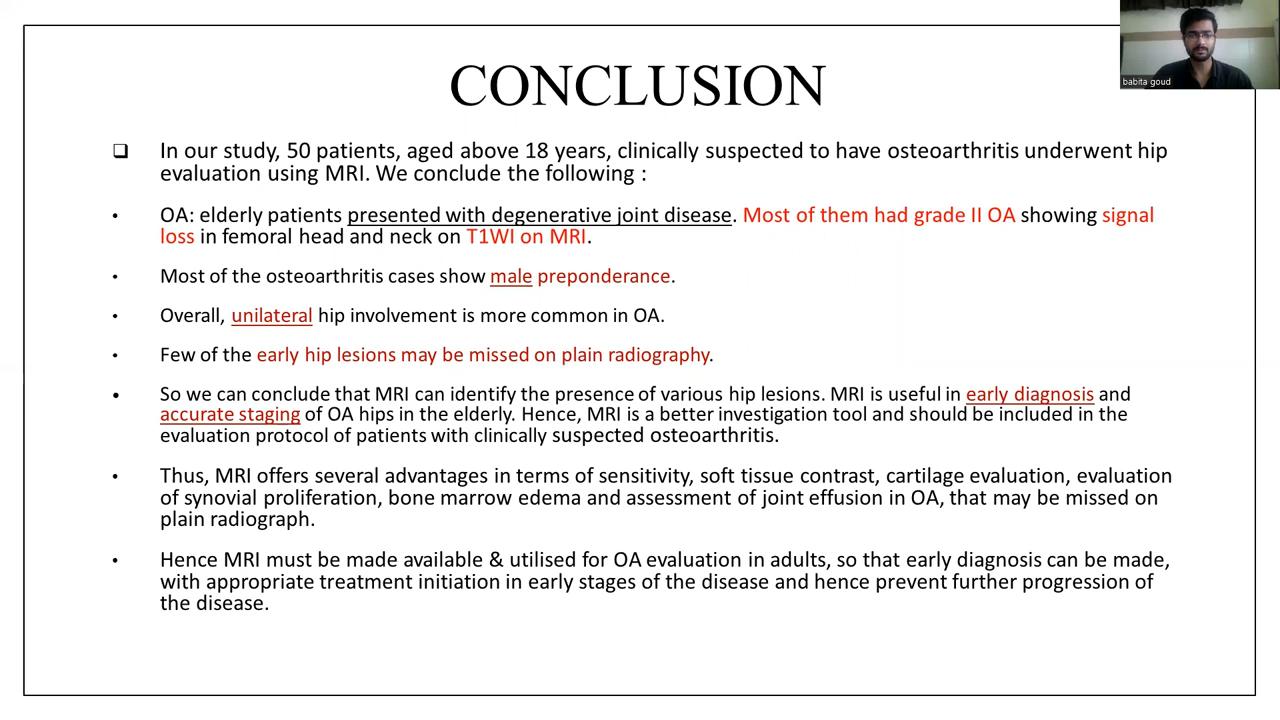 CONCLUSION
babita goud
❑ In our study, 50 patients, aged above 18 years, clinically suspected to have osteoarthritis underwent hip
evaluation using MRI. We conclude the following :
• OA: elderly patients presented with degenerative joint disease. Most of them had grade II OA showing signal
loss in femoral head and neck on T1WI on MRI.
• Most of the osteoarthritis cases show male preponderance.
• Overall, unilateral hip involvement is more common in OA.
• Few of the early hip lesions may be missed on plain radiography.
• So we can conclude that MRI can identify the presence of various hip lesions. MRI is useful in early diagnosis and
accurate staging of OA hips in the elderly. Hence, MRI is a better investigation tool and should be included in the
evaluation protocol of patients with clinically suspected osteoarthritis.
• Thus, MRI offers several advantages in terms of sensitivity, soft tissue contrast, cartilage evaluation, evaluation
of synovial proliferation, bone marrow edema and assessment of joint effusion in OA, that may be missed on
plain radiograph.
• Hence MRI must be made available & utilised for OA evaluation in adults, so that early diagnosis can be made,
with appropriate treatment initiation in early stages of the disease and hence prevent further progression of
the disease.